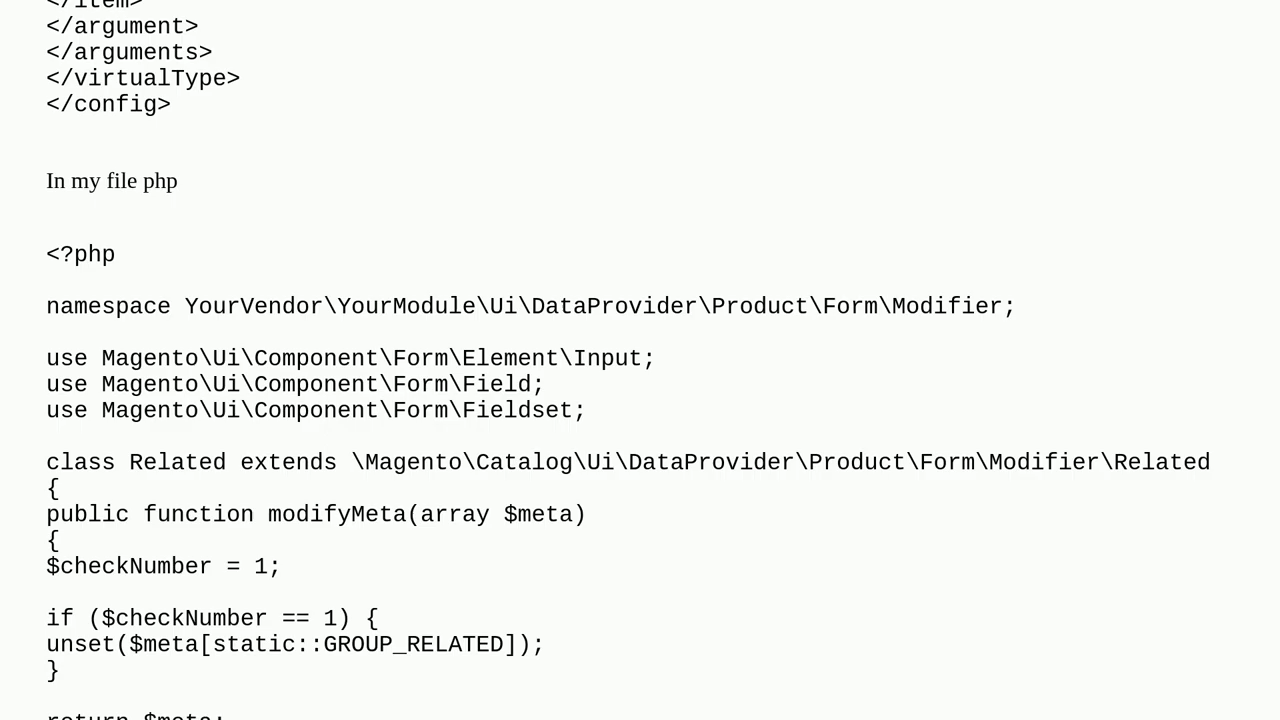 </item>
</argument>
</arguments>
</virtualType>
</config>
In my file php
<?php
namespace YourVendor\YourModule\Ui\DataProvider\Product\Form\Modifier;
use Magento\Ui\Component\Form\Element\Input;
use Magento\Ui\Component\Form\Field;
use Magento\Ui\Component\Form\Fieldset;
class Related extends \Magento\Catalog\Ui\DataProvider\Product\Form\Modifier\Related
{
public function modifyMeta(array $meta)
{
$checkNumber = 1;
if ($checkNumber == 1) {
unset($meta[static::GROUP_RELATED]);
}
return $meta;